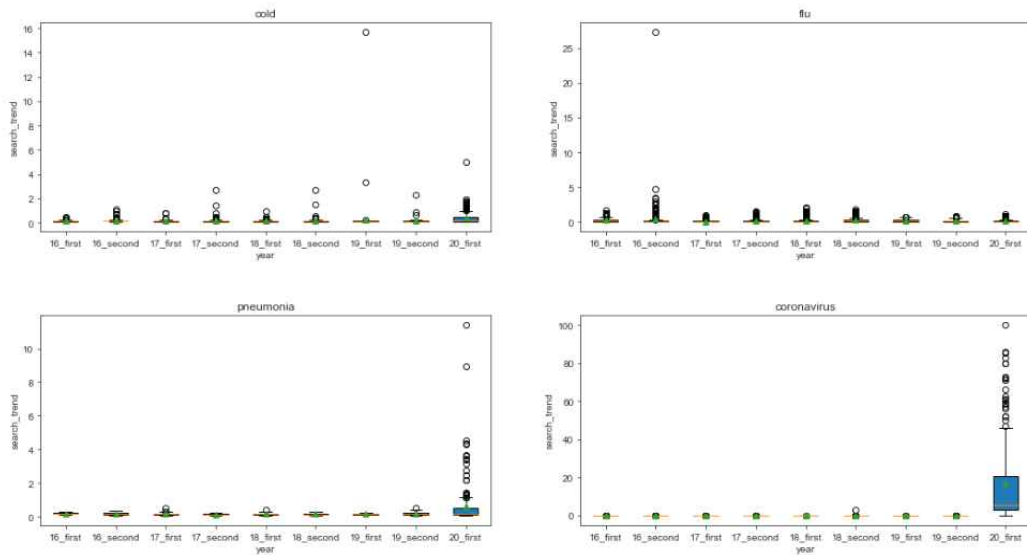 cold
16
14
12
10
8
6
4
2
0
search_trend
16_first 16_second 17_first 17_second 18_first 18_second 19_first 19_second 20_first
year
flu
25
20
15
10
5
0
search_trend
16_first 16_second 17_first 17_second 18_first 18_second 19_first 19_second 20_first
year
pneumonia
10
8
6
4
2
0
search_trend
16_first 16_second 17_first 17_second 18_first 18_second 19_first 19_second 20_first
year
coronavirus
100
80
60
40
20
0
search_trend
16_first 16_second 17_first 17_second 18_first 18_second 19_first 19_second 20_first
year